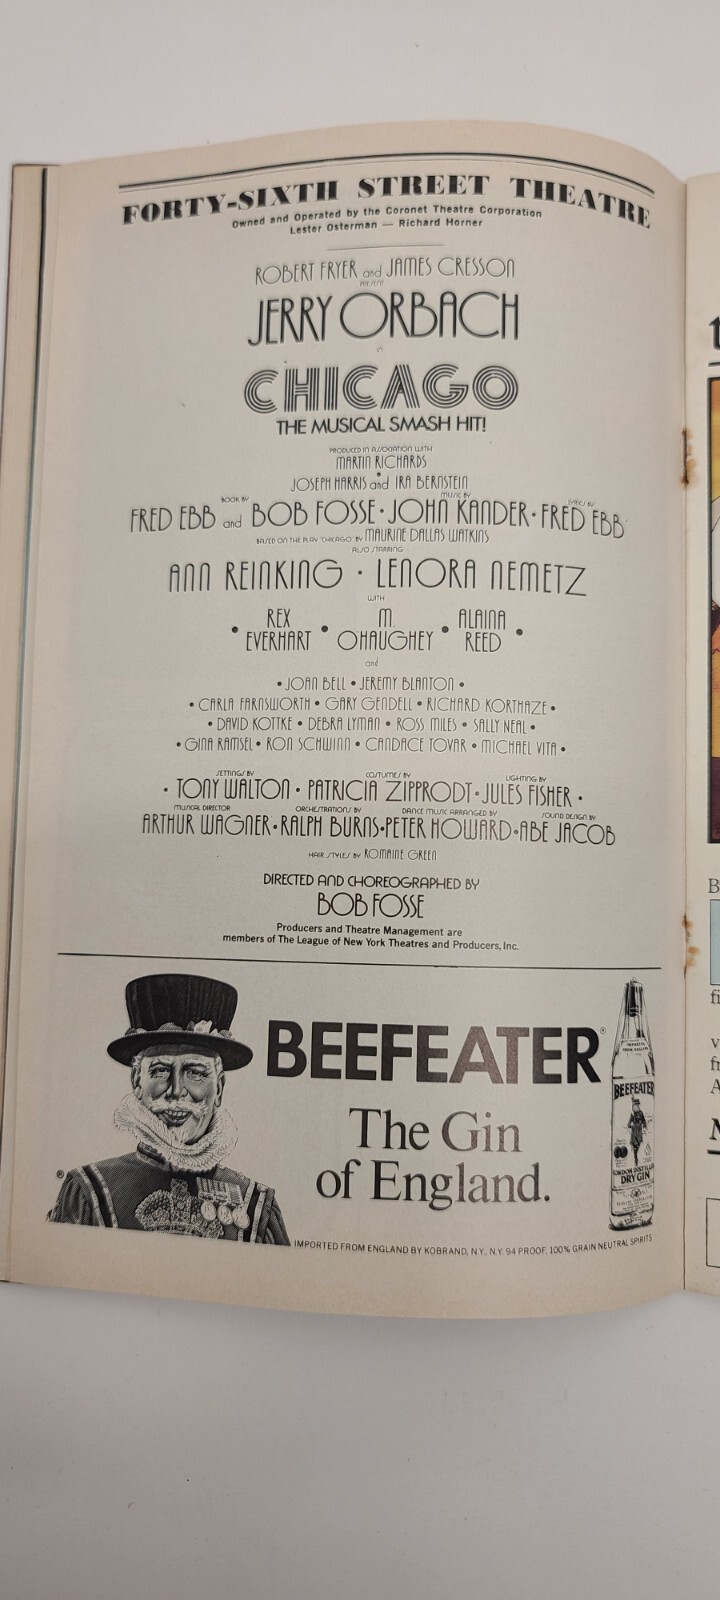 FORTY-SIXTH STREET THEATRE
Owned and Operated by the Coronet Theatre Corporation
Lester Osterman — Richard Horner
ROBERT FRYER and JAMES CRESSON
PRESENT
JERRY ORBACH
in
CHICAGO
THE MUSICAL SMASH HIT!
PRODUCED IN ASSOCIATION WITH
MARTIN RICHARDS
JOSEPH HARRIS and IRA BERNSTEIN
BOOK BY MUSIC BY LYRICS BY
FRED EBB and BOB FOSSE • JOHN KANDER • FRED EBB
BASED ON THE PLAY "CHICAGO" BY MAURINE DALLAS WATKINS
ALSO STARRING
ANN REINKING • LENORA NEMETZ
WITH
• REX EVERHART • M. OHAUGHEY • ALAINA REED •
and
• JOAN BELL • JEREMY BLANTON •
• CARLA FARNSWORTH • GARY GENDELL • RICHARD KORTHAZE •
• DAVID KOTTKE • DEBRA LYMAN • ROSS MILES • SALLY NEAL •
• GINA RAMSEL • RON SCHWINN • CANDACE TOVAR • MICHAEL VITA •
SETTINGS BY COSTUMES BY LIGHTING BY
• TONY WALTON • PATRICIA ZIPPRODT • JULES FISHER •
MUSICAL DIRECTOR ORCHESTRATIONS BY DANCE MUSIC ARRANGED BY SOUND DESIGN BY
ARTHUR WAGNER • RALPH BURNS • PETER HOWARD • ABE JACOB
HAIR STYLES BY ROMAINE GREEN
DIRECTED AND CHOREOGRAPHED BY
BOB FOSSE
Producers and Theatre Management are
members of The League of New York Theatres and Producers, Inc.
BEEFEATER®
The Gin
of England.
®
BEEFEATER
LONDON DISTILLED
DRY GIN
IMPORTED FROM ENGLAND BY KOBRAND, N.Y., N.Y. 94 PROOF, 100% GRAIN NEUTRAL SPIRITS